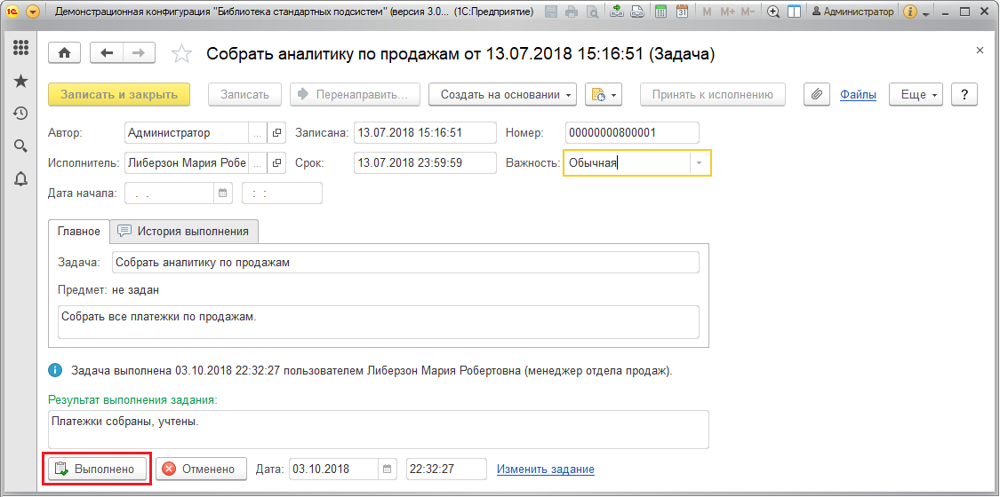 Демонстрационная конфигурация "Библиотека стандартных подсистем" (версия 3.0... (1С:Предприятие) M M+ M- 31 Администратор
Собрать аналитику по продажам от 13.07.2018 15:16:51 (Задача)
Записать и закрыть Записать Перенаправить... Создать на основании Принять к исполнению Файлы Еще ?
Автор: Администратор ... Записана: 13.07.2018 15:16:51 Номер: 00000000800001
Исполнитель: Либерзон Мария Робе ... Срок: 13.07.2018 23:59:59 Важность: Обычная
Дата начала: . . : :
Главное История выполнения
Задача: Собрать аналитику по продажам
Предмет: не задан
Собрать все платежки по продажам.
Задача выполнена 03.10.2018 22:32:27 пользователем Либерзон Мария Робертовна (менеджер отдела продаж).
Результат выполнения задания:
Платежки собраны, учтены.
Выполнено Отменено Дата: 03.10.2018 22:32:27 Изменить задание